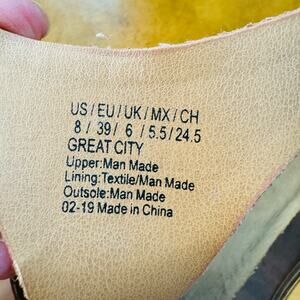 US/EU/UK/MX/CH
8 / 39/ 6 / 5.5/24.5
GREAT CITY
Upper:Man Made
Lining:Textile/Man Made
Outsole:Man Made
02-19 Made in China